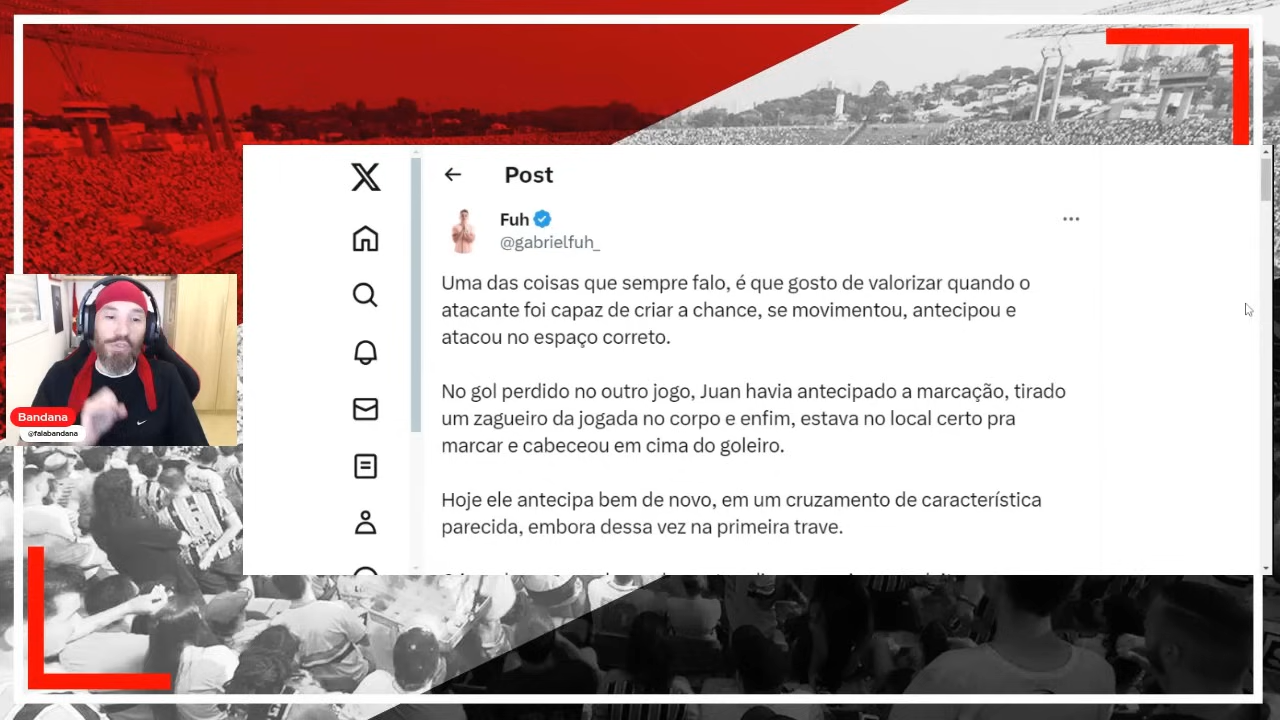 Post
Fuh
@gabrielfuh_
Uma das coisas que sempre falo, é que gosto de valorizar quando o
atacante foi capaz de criar a chance, se movimentou, antecipou e
atacou no espaço correto.
No gol perdido no outro jogo, Juan havia antecipado a marcação, tirado
um zagueiro da jogada no corpo e enfim, estava no local certo pra
marcar e cabeceou em cima do goleiro.
Hoje ele antecipa bem de novo, em um cruzamento de característica
parecida, embora dessa vez na primeira trave.
Bandana
@falabandana